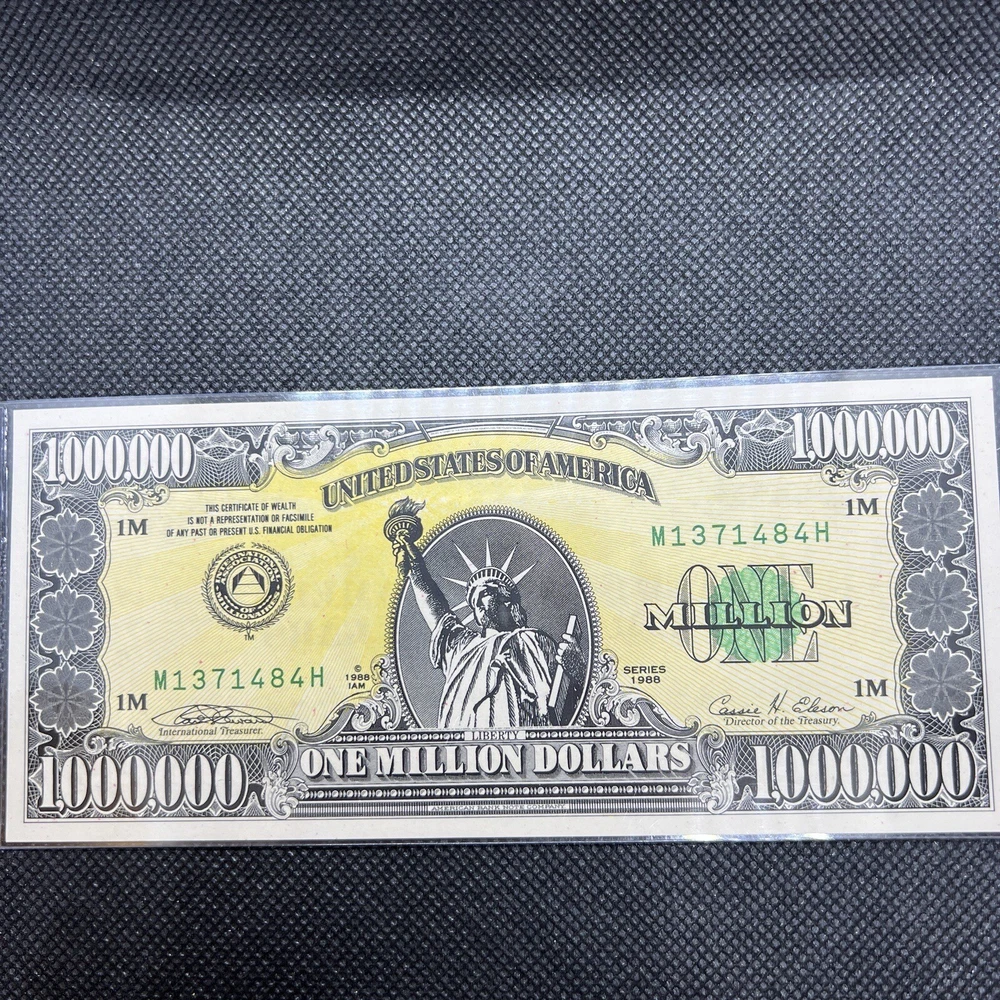 1,000,000
1,000,000
UNITED STATES OF AMERICA
THIS CERTIFICATE OF WEALTH
IS NOT A REPRESENTATION OR FACSIMILE
OF ANY PAST OR PRESENT U.S. FINANCIAL OBLIGATION
1M
1M
M1371484H
INTERNATIONAL
TM
ONE
MILLION
M1371484H
© 1988
IAM
SERIES
1988
1M
1M
International Treasurer.
Cassie H. Eleson
Director of the Treasury.
LIBERTY
ONE MILLION DOLLARS
1,000,000
1,000,000
AMERICAN BANK NOTE COMPANY